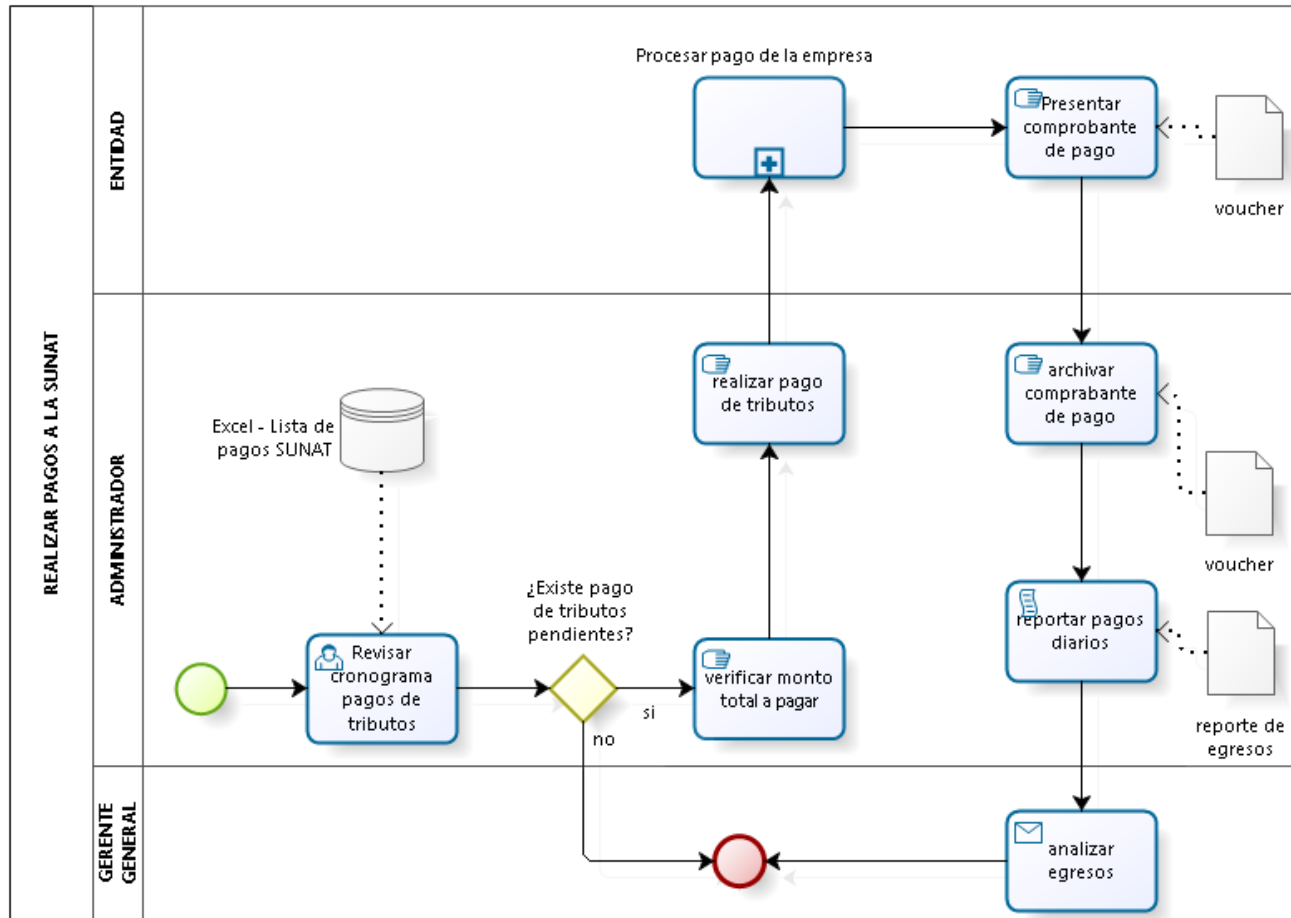 REALIZAR PAGOS A LA SUNAT
ENTIDAD
Procesar pago de la empresa
Presentar
comprobante
de pago
voucher
ADMINISTRADOR
Excel - Lista de
pagos SUNAT
Revisar
cronograma
pagos de
tributos
¿Existe pago
de tributos
pendientes?
si
no
verificar monto
total a pagar
realizar pago
de tributos
archivar
comprabante
de pago
voucher
reportar pagos
diarios
reporte de
egresos
GERENTE
GENERAL
analizar
egresos